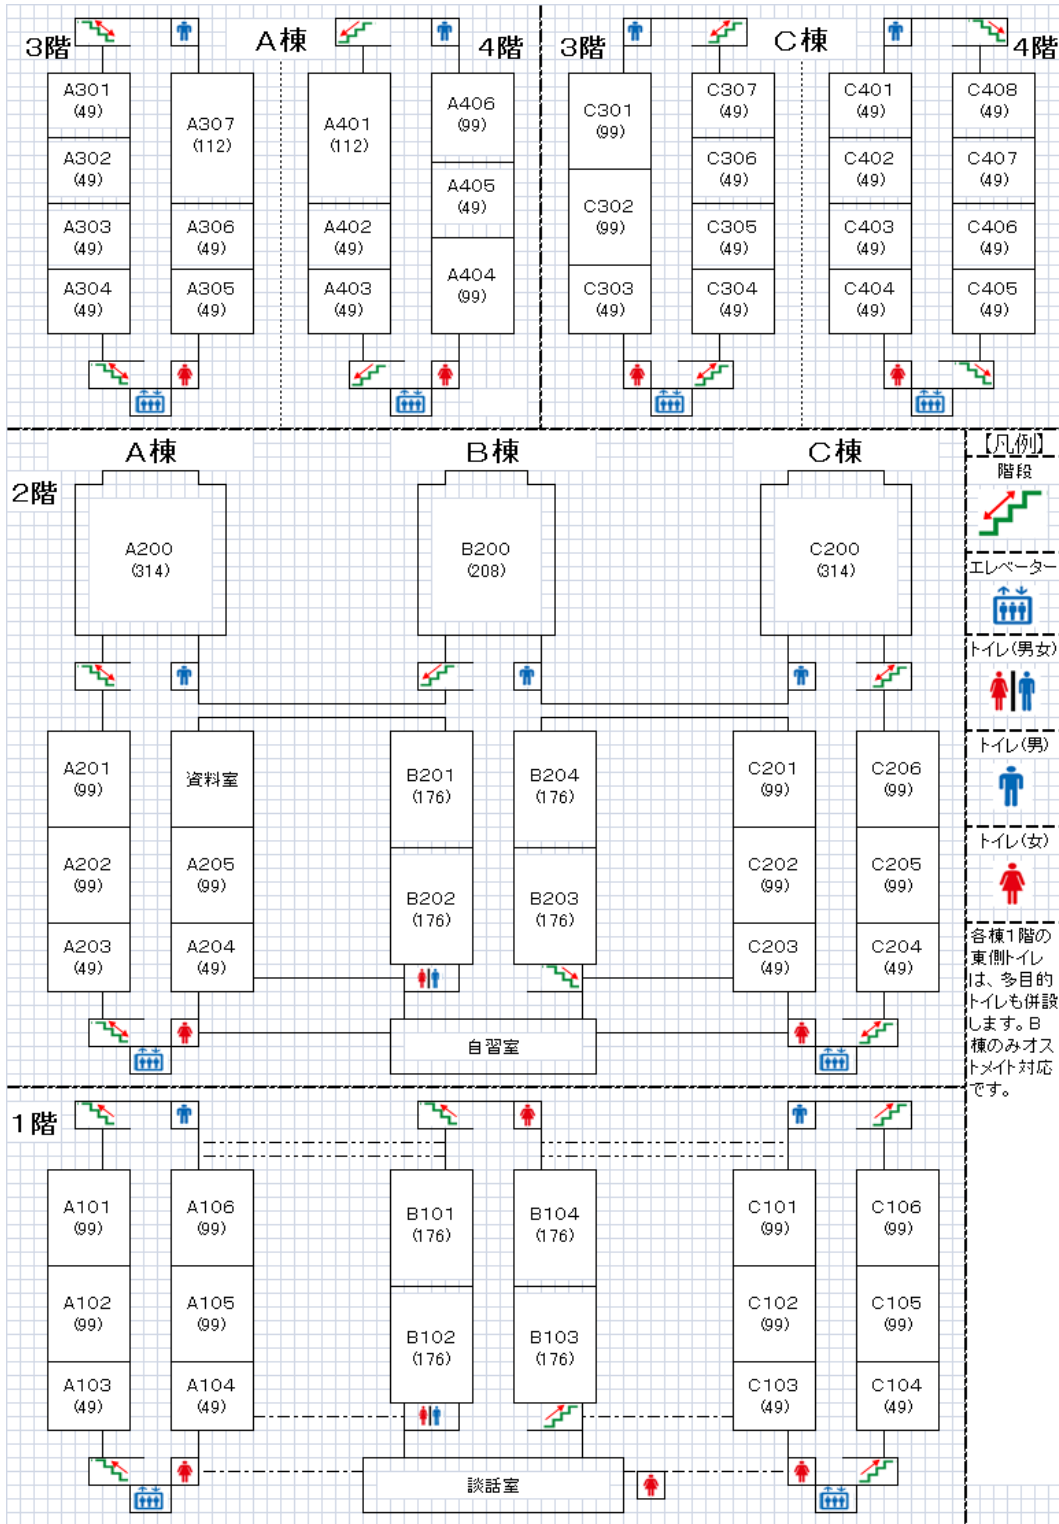 3階
A棟
4階
A301
(49)
A302
(49)
A303
(49)
A304
(49)
A307
(112)
A306
(49)
A305
(49)
A401
(112)
A402
(49)
A403
(49)
A406
(99)
A405
(49)
A404
(99)
3階
C棟
4階
C301
(99)
C302
(99)
C303
(49)
C307
(49)
C306
(49)
C305
(49)
C304
(49)
C401
(49)
C402
(49)
C403
(49)
C404
(49)
C408
(49)
C407
(49)
C406
(49)
C405
(49)
2階
A棟
B棟
C棟
A200
(314)
B200
(208)
C200
(314)
A201
(99)
A202
(99)
A203
(49)
資料室
A205
(99)
A204
(49)
B201
(176)
B202
(176)
B204
(176)
B203
(176)
C201
(99)
C202
(99)
C203
(49)
C206
(99)
C205
(99)
C204
(49)
自習室
1階
A101
(99)
A102
(99)
A103
(49)
A106
(99)
A105
(99)
A104
(49)
B101
(176)
B102
(176)
B104
(176)
B103
(176)
C101
(99)
C102
(99)
C103
(49)
C106
(99)
C105
(99)
C104
(49)
談話室
【凡例】
階段
エレベーター
トイレ(男女)
トイレ(男)
トイレ(女)
各棟1階の
東側トイレ
は、多目的
トイレも併設
します。B
棟のみオス
トメイト対応
です。